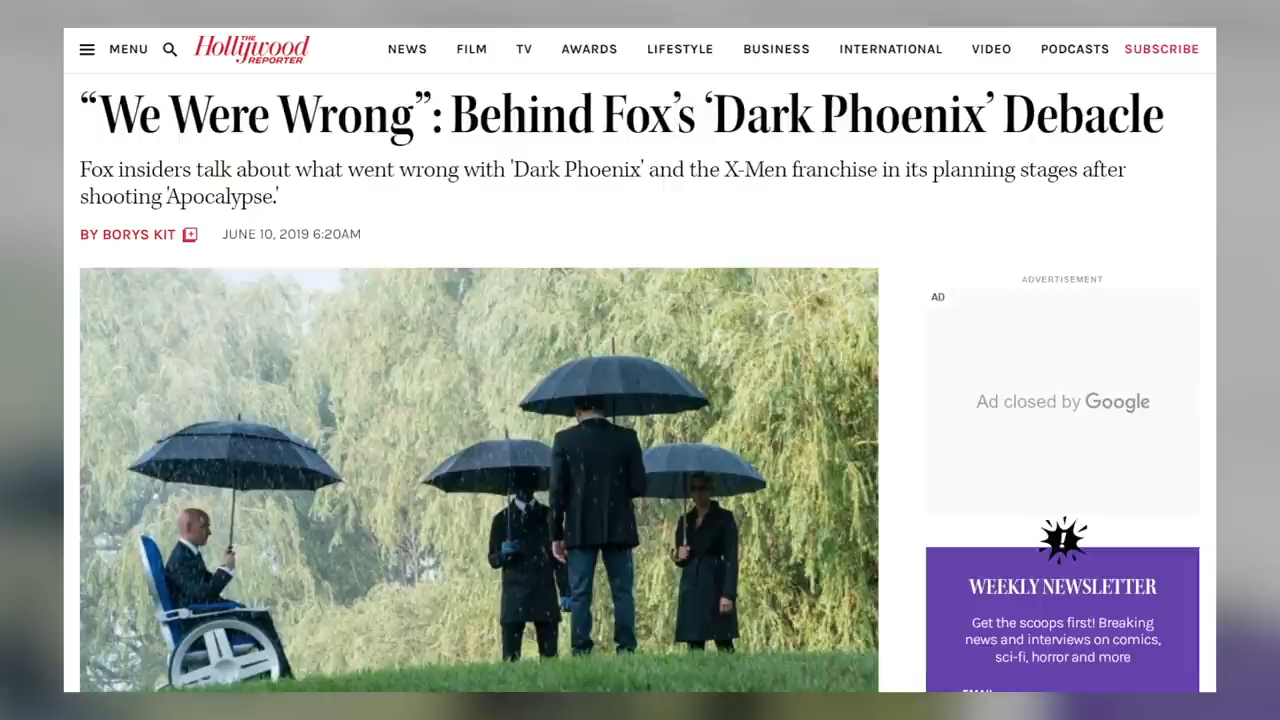 MENU
THE
Hollywood
REPORTER
NEWS FILM TV AWARDS LIFESTYLE BUSINESS INTERNATIONAL VIDEO PODCASTS SUBSCRIBE
“We Were Wrong”: Behind Fox’s ‘Dark Phoenix’ Debacle
Fox insiders talk about what went wrong with 'Dark Phoenix' and the X-Men franchise in its planning stages after
shooting 'Apocalypse.'
BY BORYS KIT JUNE 10, 2019 6:20AM
ADVERTISEMENT
AD
Ad closed by Google
!
WEEKLY NEWSLETTER
Get the scoops first! Breaking
news and interviews on comics,
sci-fi, horror and more